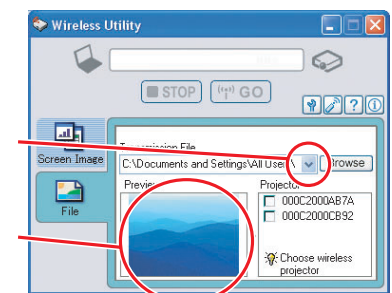 Wireless Utility
STOP GO
?
Screen Image
File
Transmission File
C:\Documents and Settings\All User
Browse
Preview
Projector
000C2000AB7A
000C2000CB92
Choose wireless
projector